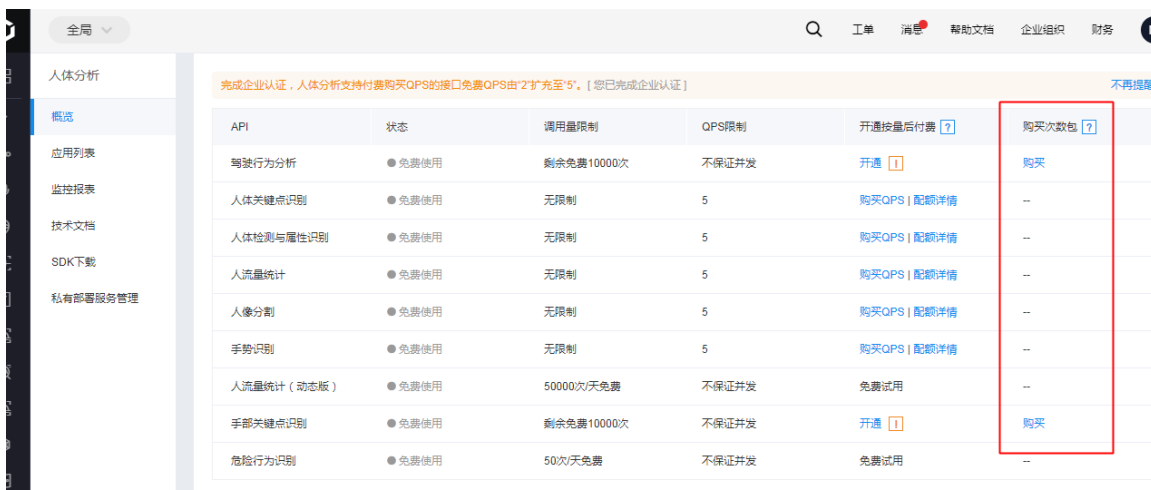 全局
工单 消息 帮助文档 企业组织 财务
人体分析
概览
应用列表
监控报表
技术文档
SDK下载
私有部署服务管理
完成企业认证，人体分析支持付费购买QPS的接口免费QPS由“2”扩充至“5”。[ 您已完成企业认证 ] 不再提醒
API 状态 调用量限制 QPS限制 开通按量后付费 ? 购买次数包 ?
驾驶行为分析 免费使用 剩余免费10000次 不保证并发 开通 ! 购买
人体关键点识别 免费使用 无限制 5 购买QPS | 配额详情 --
人体检测与属性识别 免费使用 无限制 5 购买QPS | 配额详情 --
人流量统计 免费使用 无限制 5 购买QPS | 配额详情 --
人像分割 免费使用 无限制 5 购买QPS | 配额详情 --
手势识别 免费使用 无限制 5 购买QPS | 配额详情 --
人流量统计（动态版） 免费使用 50000次/天免费 不保证并发 免费试用 --
手部关键点识别 免费使用 剩余免费10000次 不保证并发 开通 ! 购买
危险行为识别 免费使用 50次/天免费 不保证并发 免费试用 --